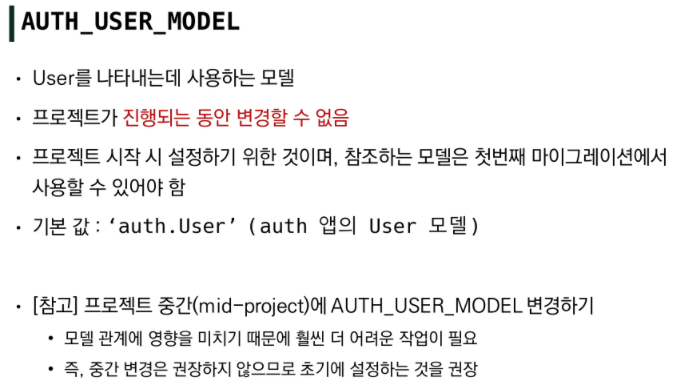 AUTH_USER_MODEL
• User를 나타내는데 사용하는 모델
• 프로젝트가 진행되는 동안 변경할 수 없음
• 프로젝트 시작 시 설정하기 위한 것이며, 참조하는 모델은 첫번째 마이그레이션에서
사용할 수 있어야 함
• 기본 값 : ‘auth.User’ (auth 앱의 User 모델)
• [참고] 프로젝트 중간(mid-project)에 AUTH_USER_MODEL 변경하기
• 모델 관계에 영향을 미치기 때문에 훨씬 더 어려운 작업이 필요
• 즉, 중간 변경은 권장하지 않으므로 초기에 설정하는 것을 권장